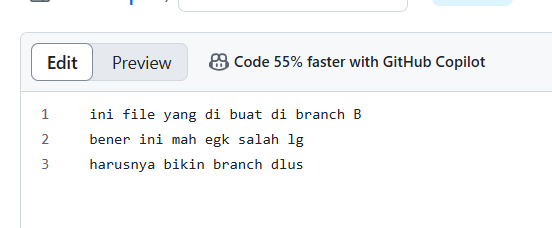 Edit Preview Code 55% faster with GitHub Copilot
1 ini file yang di buat di branch B
2 bener ini mah egk salah lg
3 harusnya bikin branch dlus